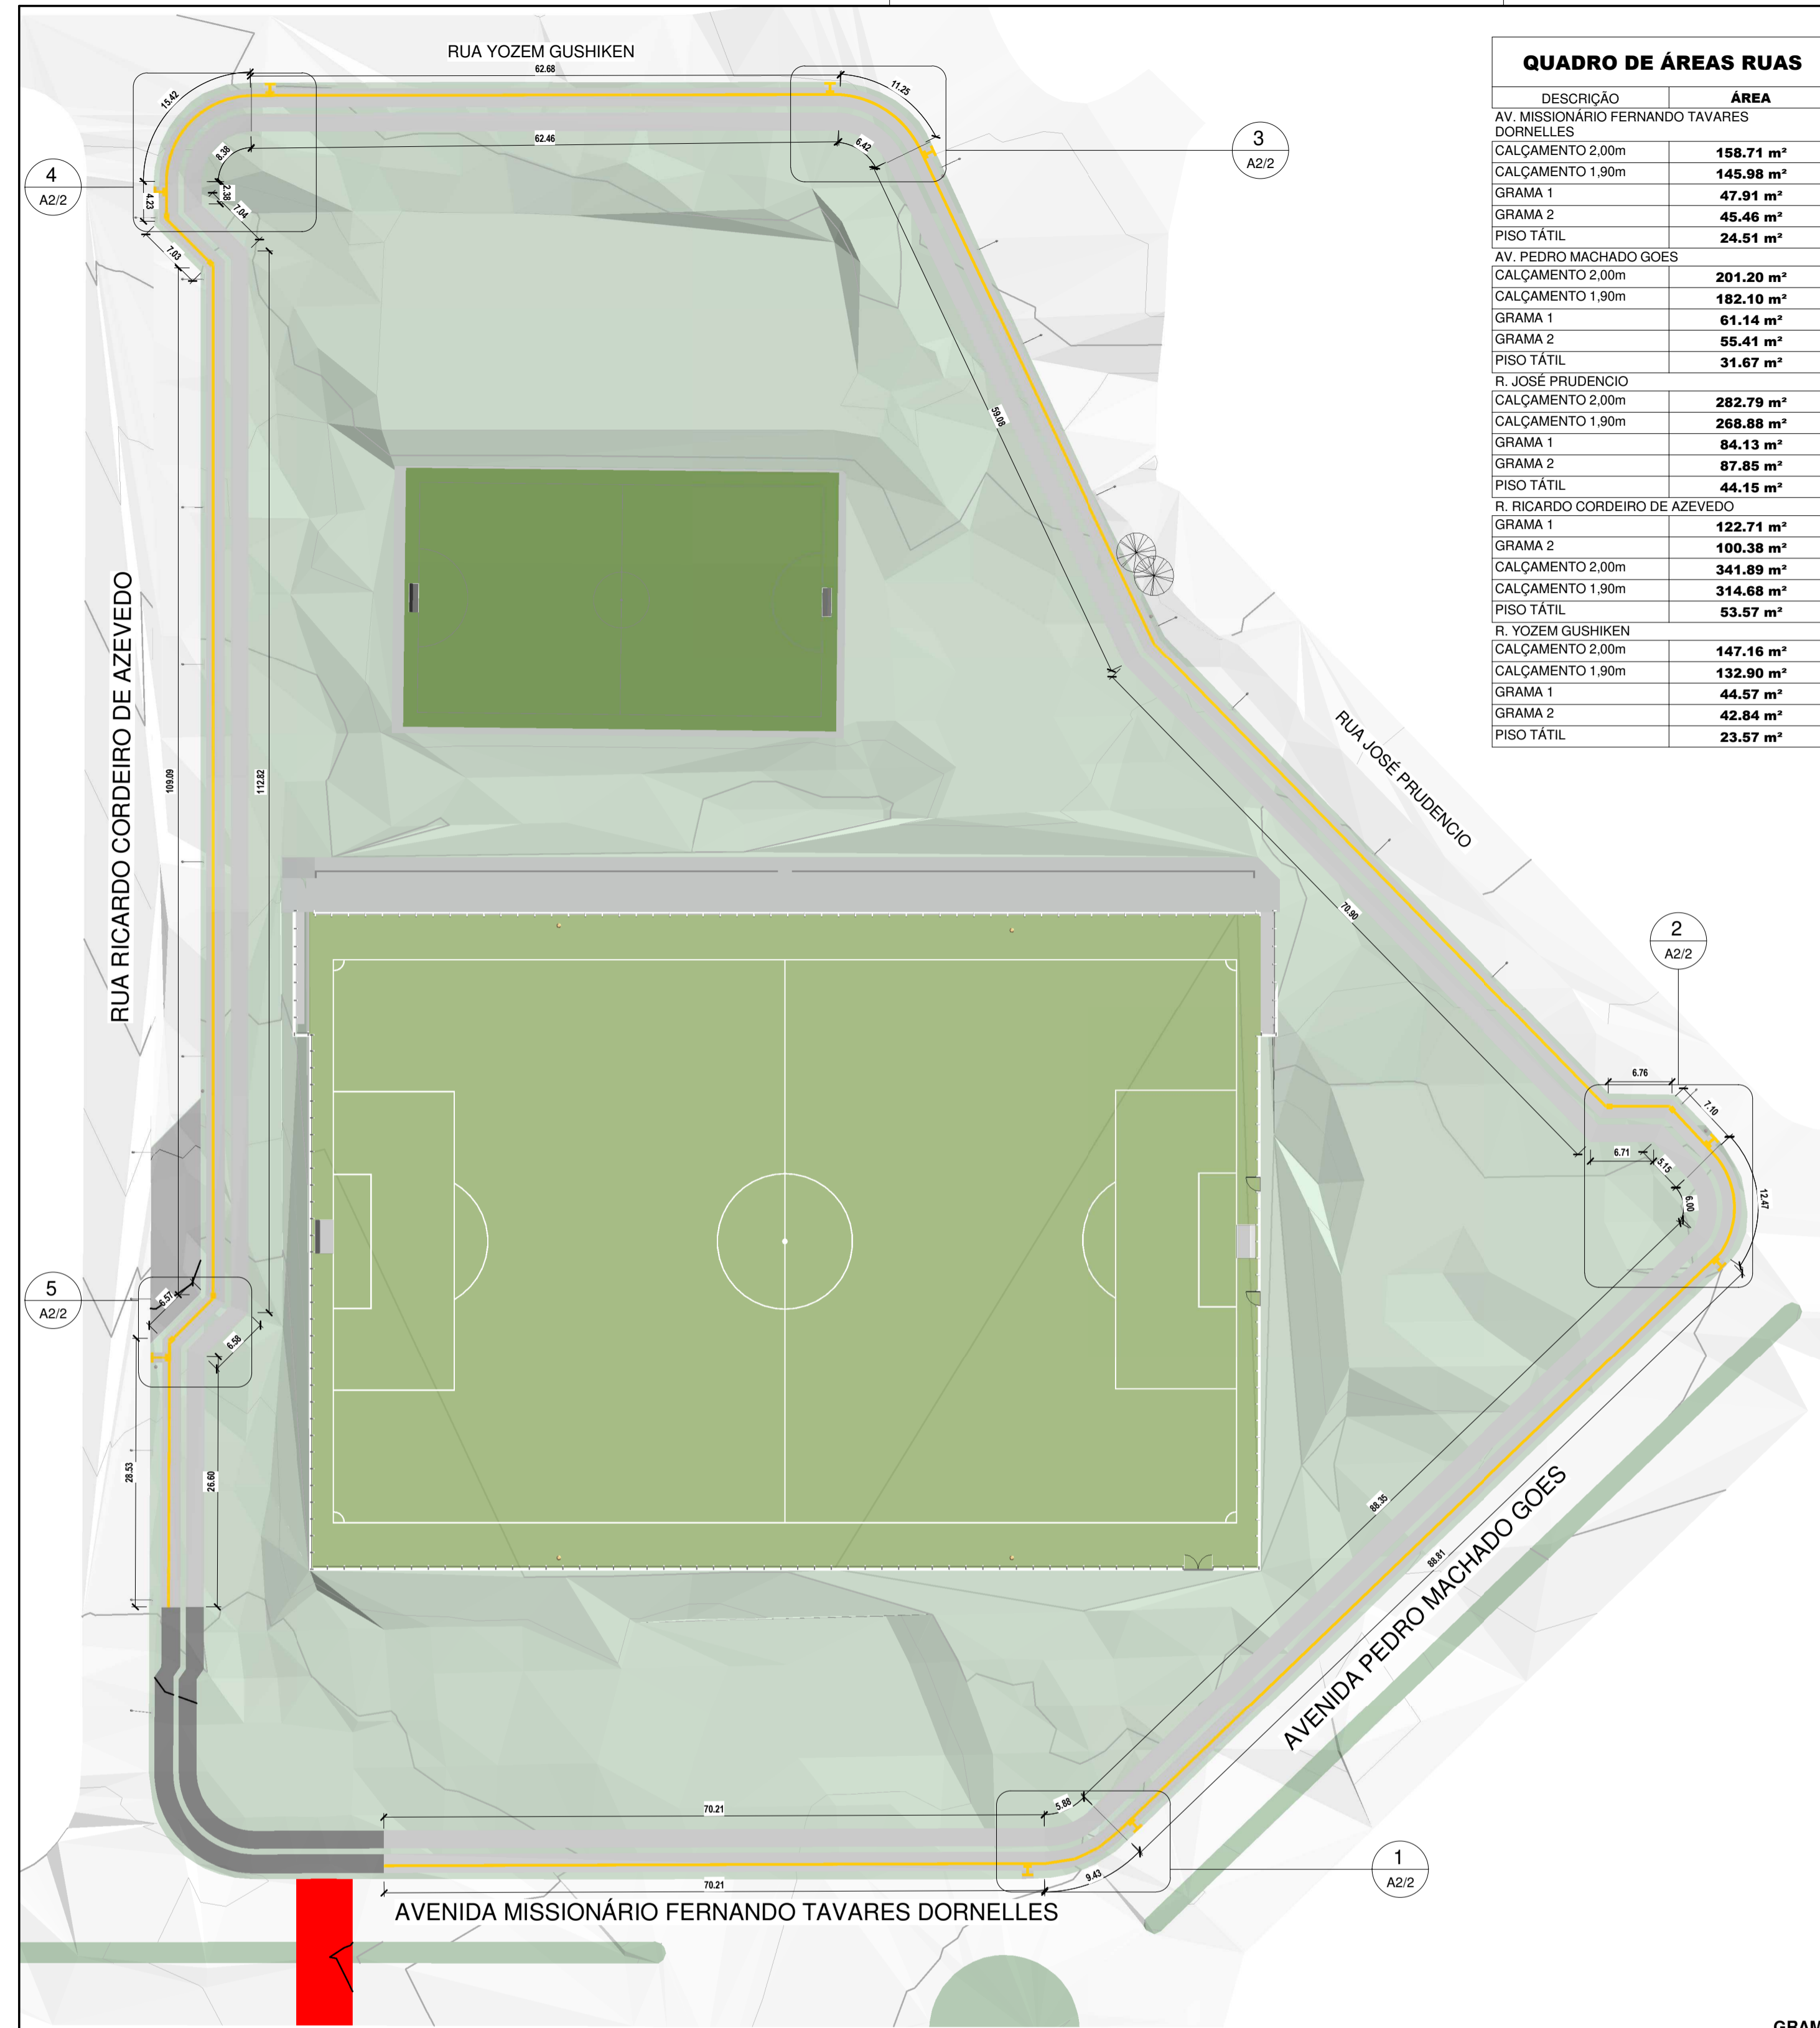 RUA YOZEM GUSHIKEN
62.68
15.42
11.25
62.46
8.38
6.42
3
A2/2
4
A2/2
4.23
2.38
7.04
7.03
59.08
109.09
112.82
RUA RICARDO CORDEIRO DE AZEVEDO
RUA JOSÉ PRUDENCIO
70.90
2
A2/2
6.76
7.10
6.71
5.15
6.00
12.47
5
A2/2
6.57
6.58
28.53
26.60
88.35
88.81
AVENIDA PEDRO MACHADO GOES
70.21
5.88
1
A2/2
70.21
9.43
AVENIDA MISSIONÁRIO FERNANDO TAVARES DORNELLES
QUADRO DE ÁREAS RUAS
DESCRIÇÃO ÁREA
AV. MISSIONÁRIO FERNANDO TAVARES
DORNELLES
CALÇAMENTO 2,00m 158.71 m²
CALÇAMENTO 1,90m 145.98 m²
GRAMA 1 47.91 m²
GRAMA 2 45.46 m²
PISO TÁTIL 24.51 m²
AV. PEDRO MACHADO GOES
CALÇAMENTO 2,00m 201.20 m²
CALÇAMENTO 1,90m 182.10 m²
GRAMA 1 61.14 m²
GRAMA 2 55.41 m²
PISO TÁTIL 31.67 m²
R. JOSÉ PRUDENCIO
CALÇAMENTO 2,00m 282.79 m²
CALÇAMENTO 1,90m 268.88 m²
GRAMA 1 84.13 m²
GRAMA 2 87.85 m²
PISO TÁTIL 44.15 m²
R. RICARDO CORDEIRO DE AZEVEDO
GRAMA 1 122.71 m²
GRAMA 2 100.38 m²
CALÇAMENTO 2,00m 341.89 m²
CALÇAMENTO 1,90m 314.68 m²
PISO TÁTIL 53.57 m²
R. YOZEM GUSHIKEN
CALÇAMENTO 2,00m 147.16 m²
CALÇAMENTO 1,90m 132.90 m²
GRAMA 1 44.57 m²
GRAMA 2 42.84 m²
PISO TÁTIL 23.57 m²